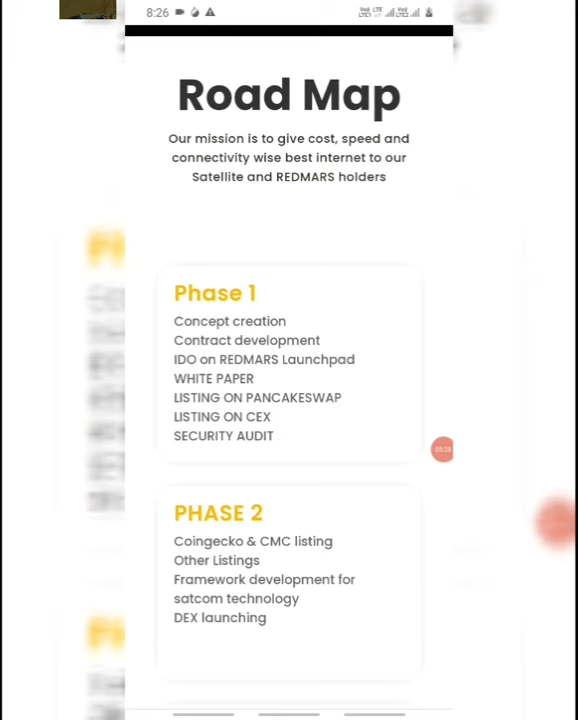 8:26
Road Map
Our mission is to give cost, speed and
connectivity wise best internet to our
Satellite and REDMARS holders
Phase 1
Concept creation
Contract development
IDO on REDMARS Launchpad
WHITE PAPER
LISTING ON PANCAKESWAP
LISTING ON CEX
SECURITY AUDIT
PHASE 2
Coingecko & CMC listing
Other Listings
Framework development for
satcom technology
DEX launching